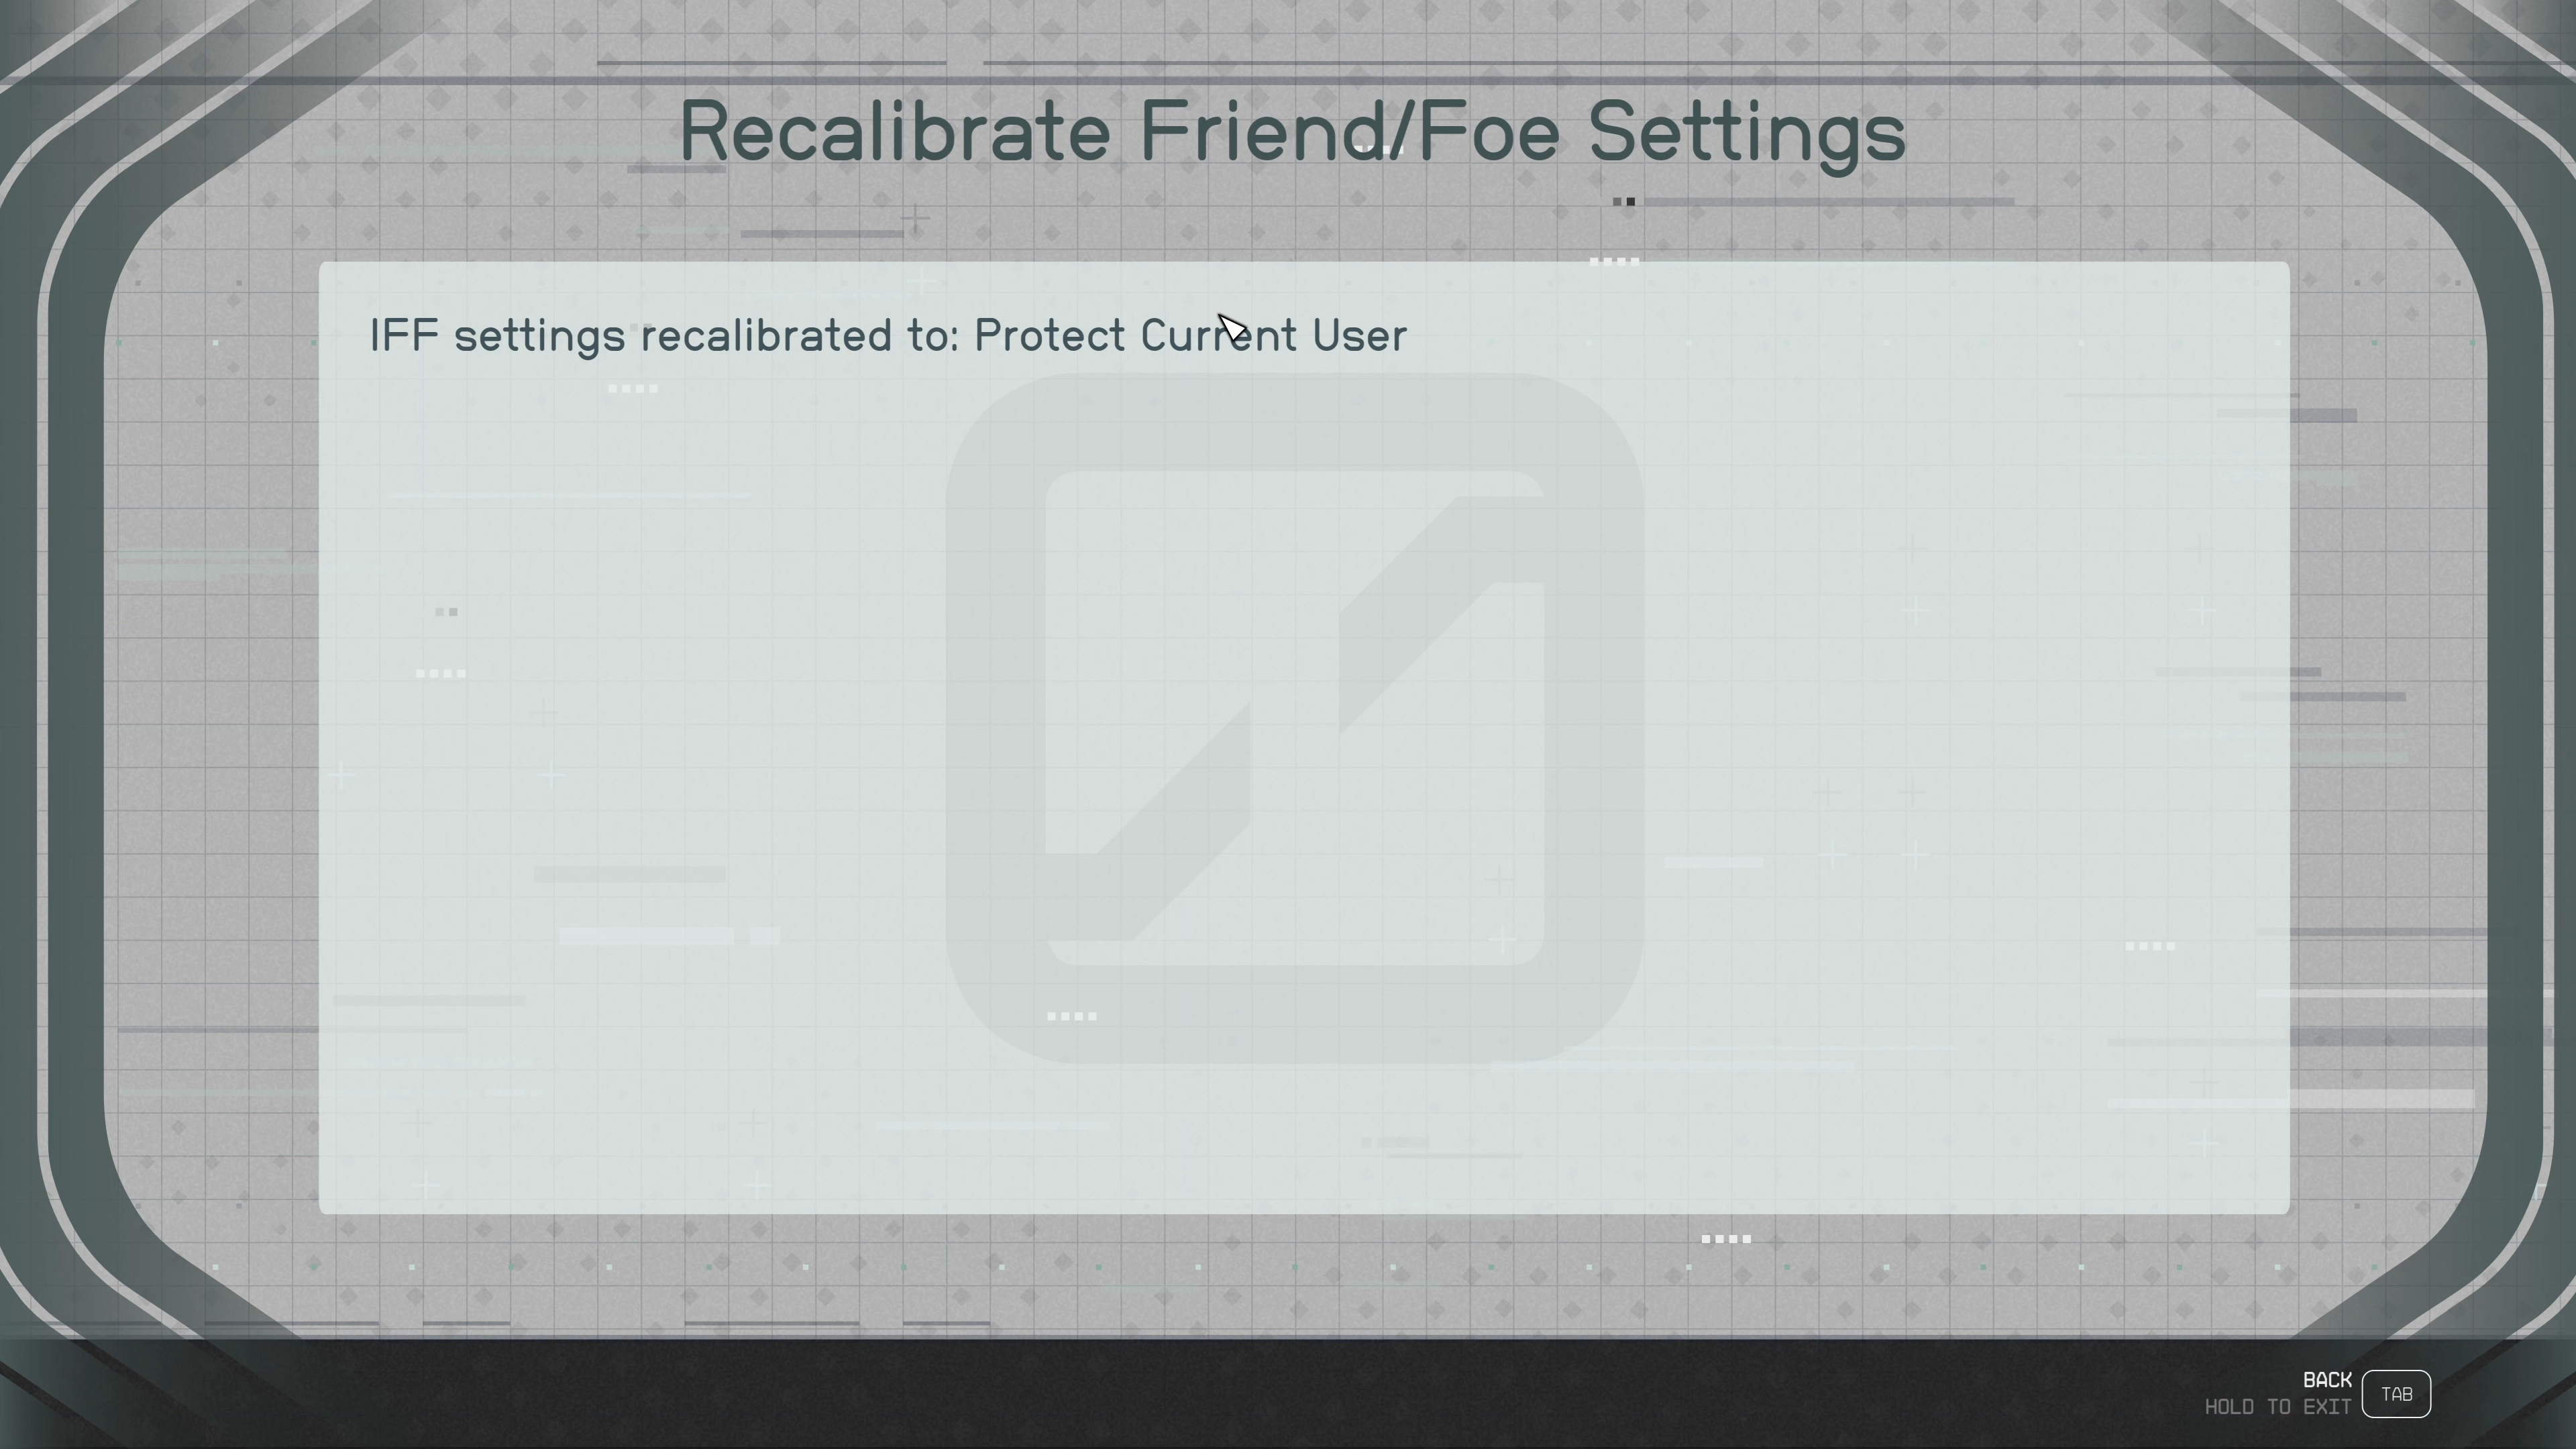 Recalibrate Friend/Foe Settings
IFF settings recalibrated to: Protect Current User
BACK
HOLD TO EXIT
TAB